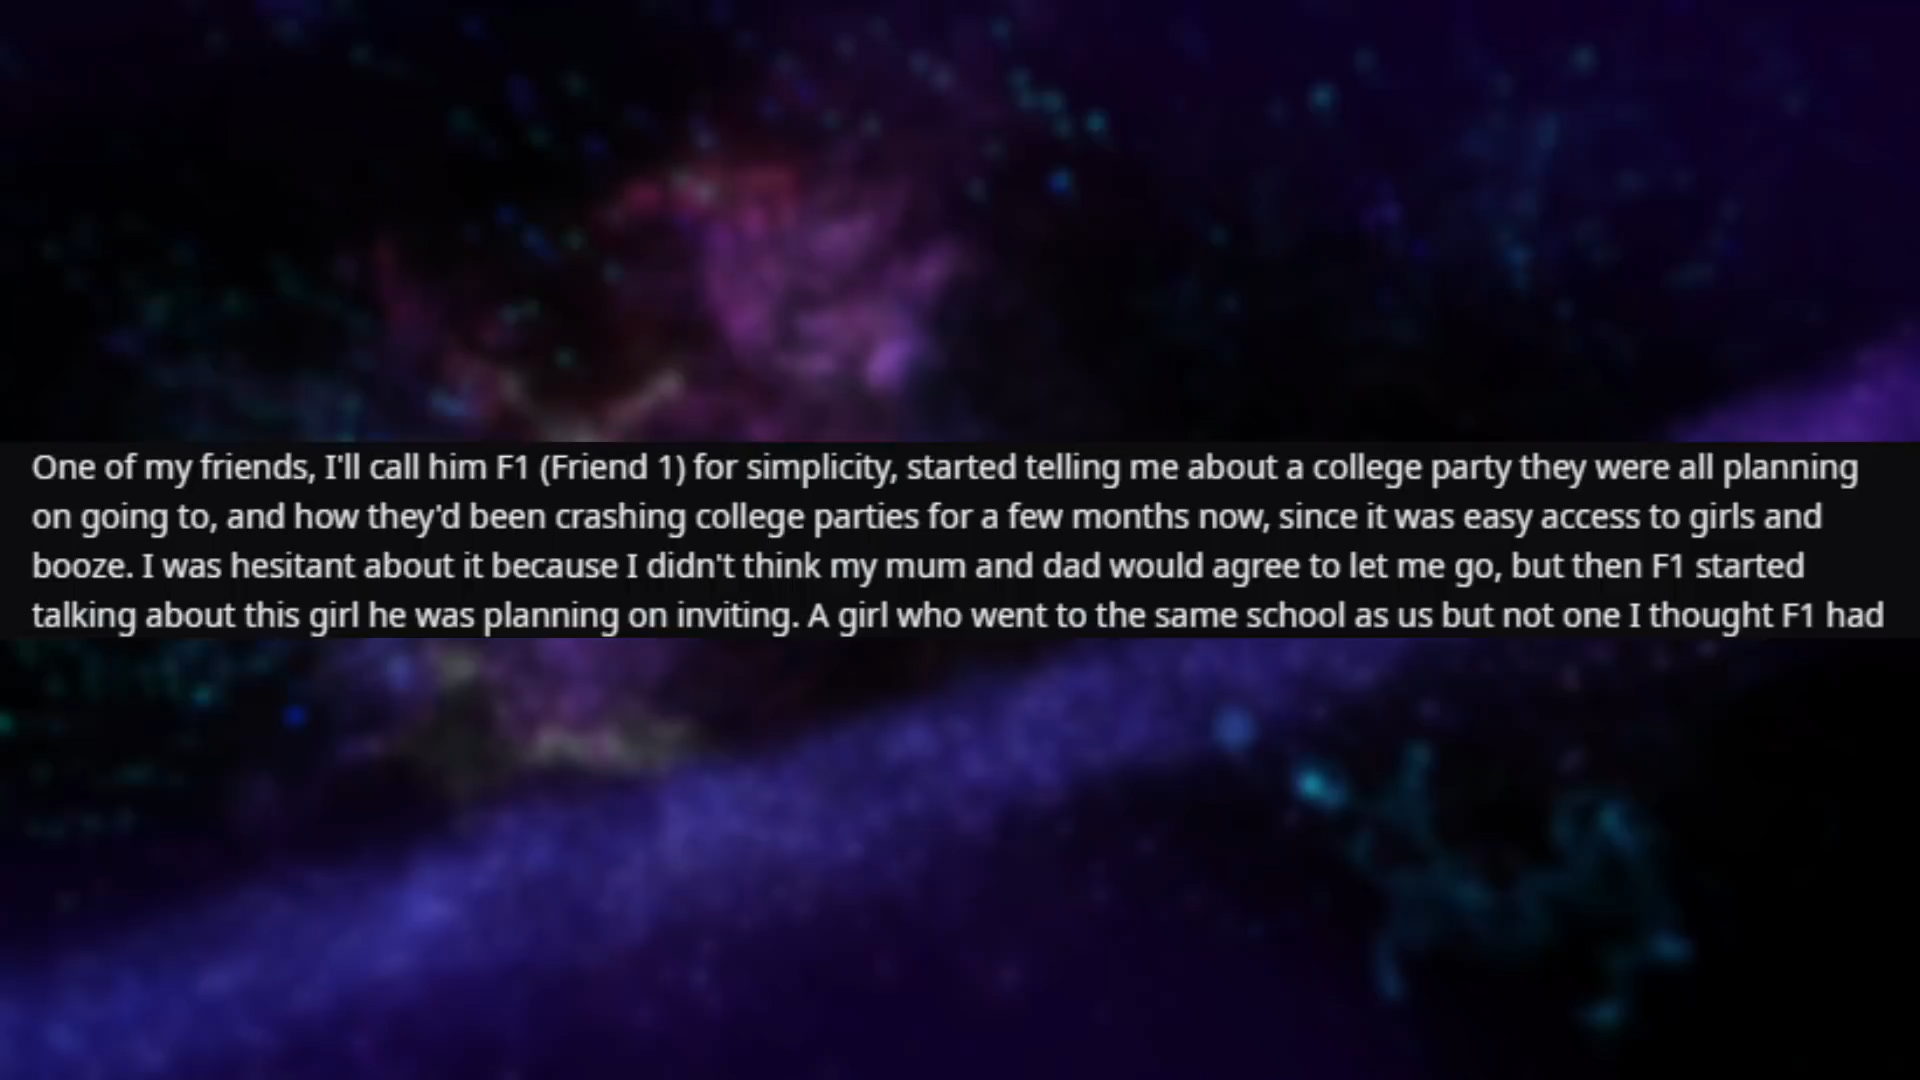 One of my friends, I'll call him F1 (Friend 1) for simplicity, started telling me about a college party they were all planning
on going to, and how they'd been crashing college parties for a few months now, since it was easy access to girls and
booze. I was hesitant about it because I didn't think my mum and dad would agree to let me go, but then F1 started
talking about this girl he was planning on inviting. A girl who went to the same school as us but not one I thought F1 had